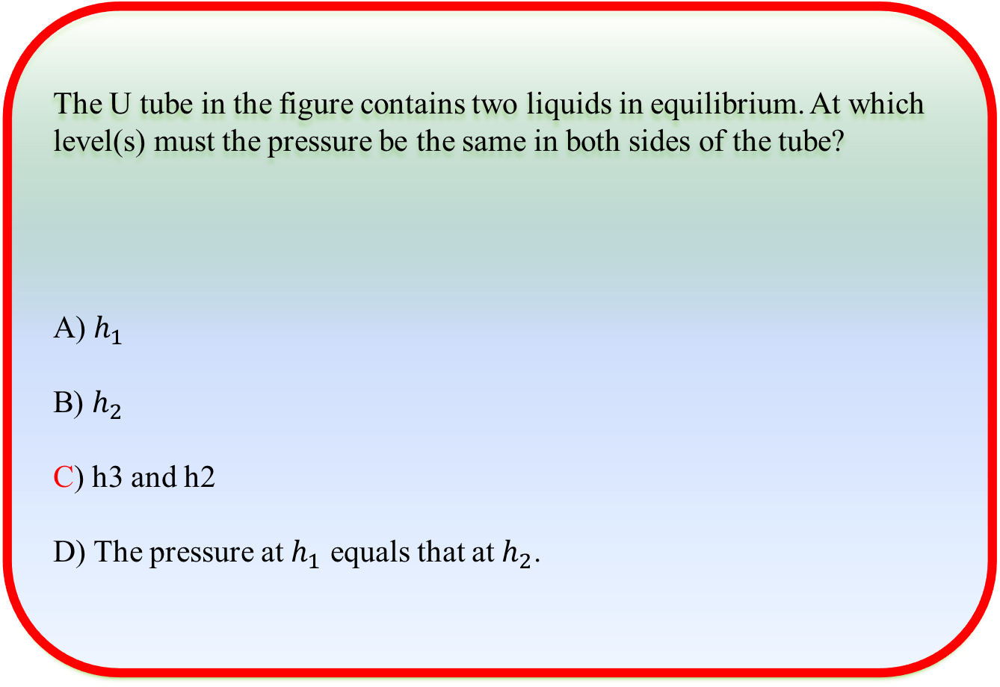 The U tube in the figure contains two liquids in equilibrium. At which
level(s) must the pressure be the same in both sides of the tube?
A) ℎ₁
B) ℎ₂
C) h3 and h2
D) The pressure at ℎ₁ equals that at ℎ₂.